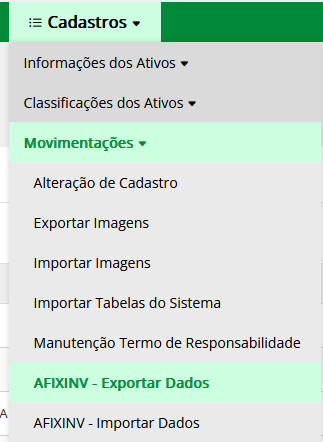 Cadastros
Informações dos Ativos
Classificações dos Ativos
Movimentações
Alteração de Cadastro
Exportar Imagens
Importar Imagens
Importar Tabelas do Sistema
Manutenção Termo de Responsabilidade
AFIXINV - Exportar Dados
A
AFIXINV - Importar Dados